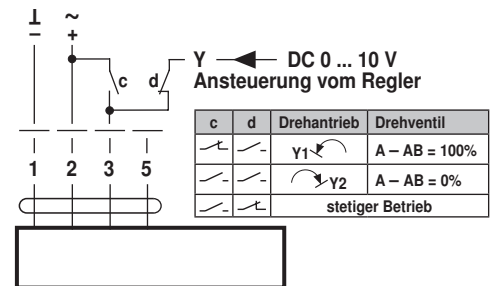 ⊥ ~
– +
Y DC 0 ... 10 V
c d Ansteuerung vom Regler
1 2 3 5
c d Drehantrieb Drehventil
Y1 A – AB = 100%
Y2 A – AB = 0%
stetiger Betrieb